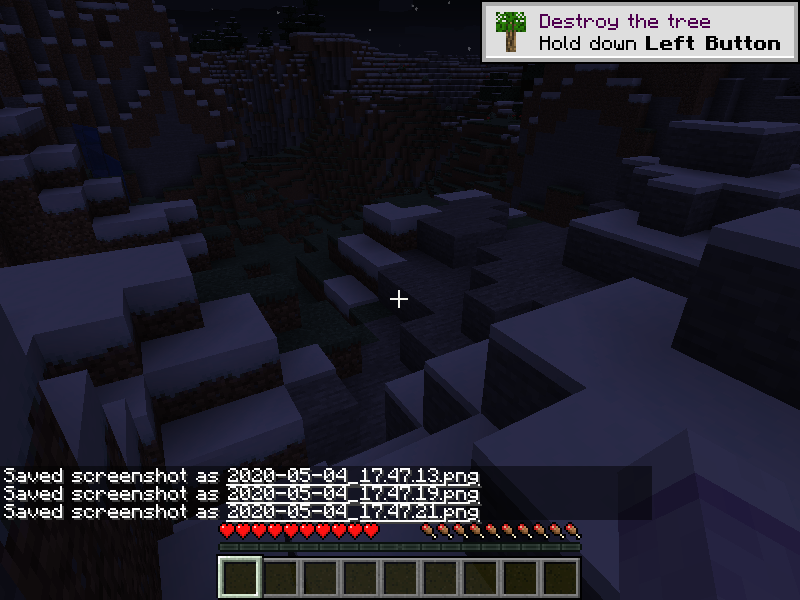 Destroy the tree
Hold down Left Button
Saved screenshot as 2020-05-04_17.47.13.png
Saved screenshot as 2020-05-04_17.47.19.png
Saved screenshot as 2020-05-04_17.47.21.png